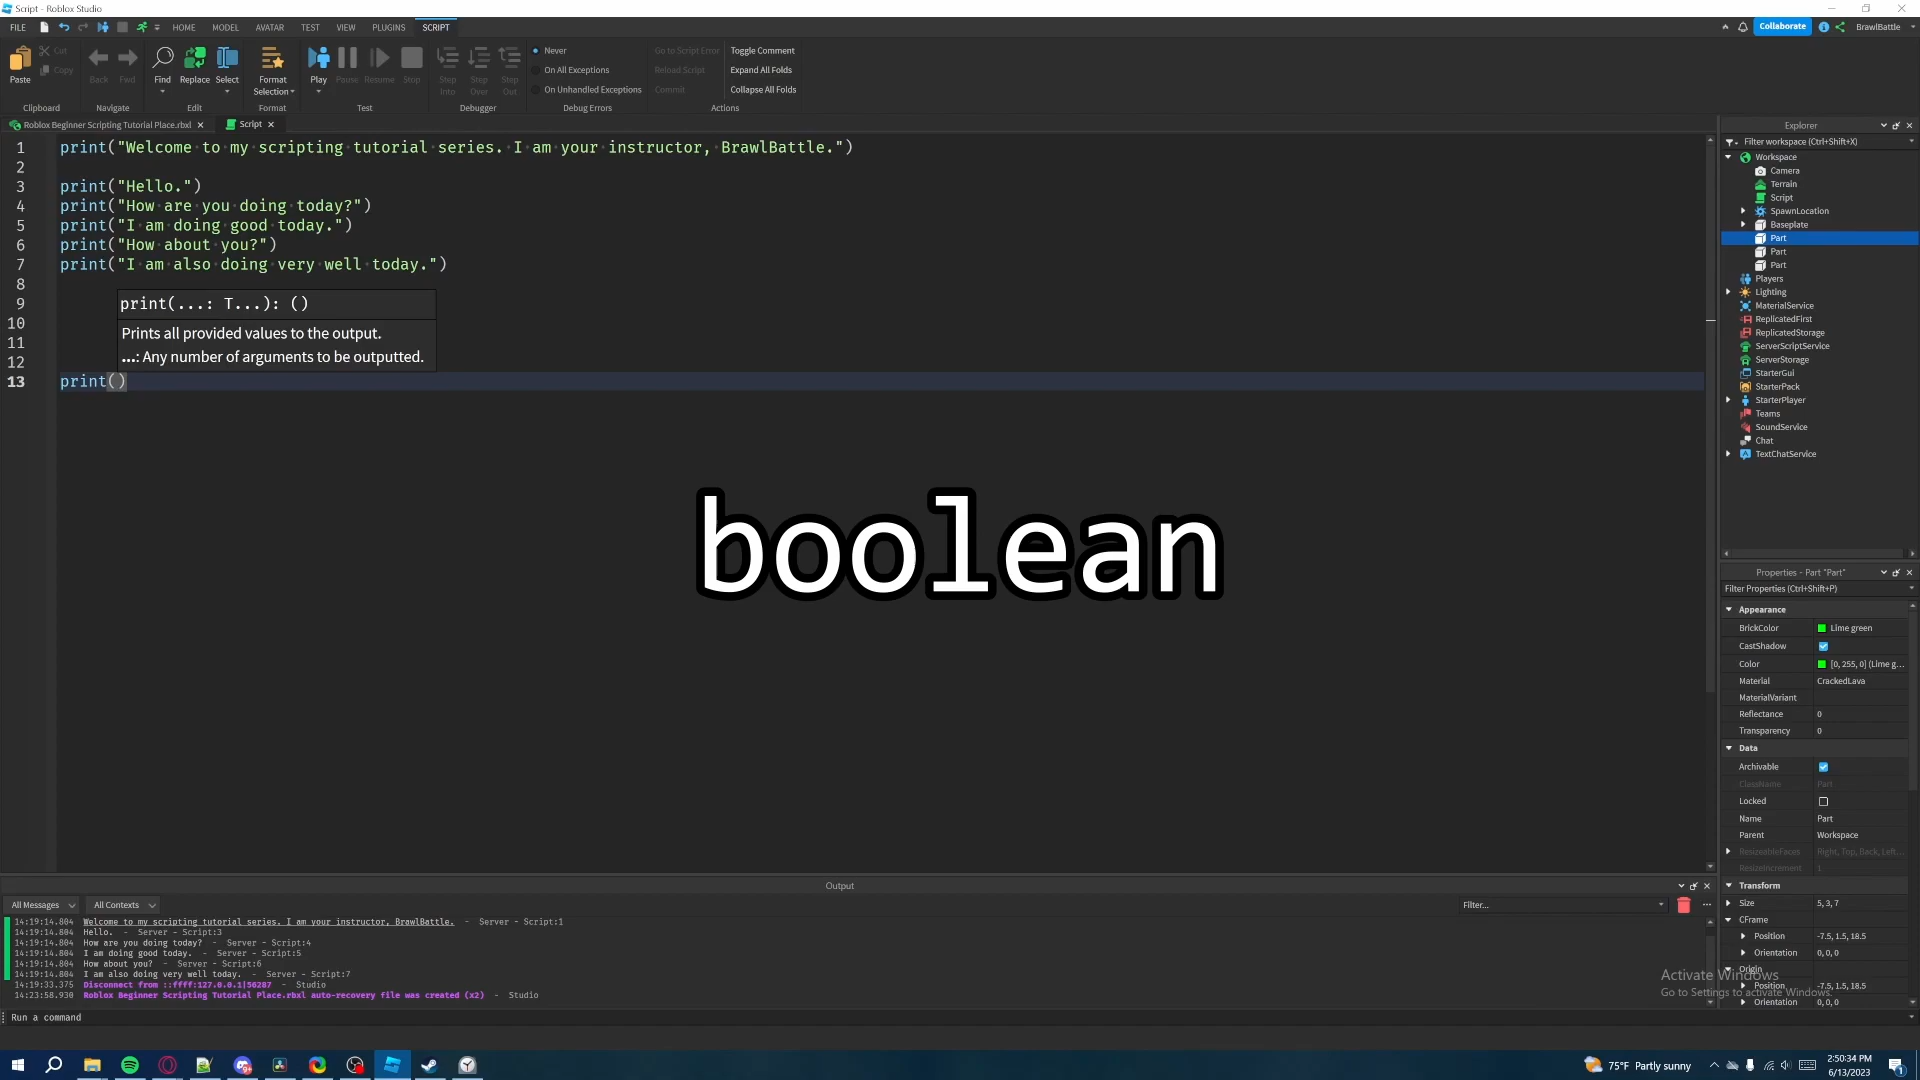 Script - Roblox Studio
FILE HOME MODEL AVATAR TEST VIEW PLUGINS SCRIPT Collaborate BrawlBattle
Paste Cut Copy Back Fwd Find Replace Select Format Selection Play Pause Resume Stop Step Into Step Over Step Out
Never
On All Exceptions
On Unhandled Exceptions
Go to Script Error
Reload Script
Commit
Toggle Comment
Expand All Folds
Collapse All Folds
Clipboard Navigate Edit Format Test Debugger Debug Errors Actions
Roblox Beginner Scripting Tutorial Place.rbxl Script
1 print("Welcome to my scripting tutorial series. I am your instructor, BrawlBattle.")
2
3 print("Hello.")
4 print("How are you doing today?")
5 print("I am doing good today.")
6 print("How about you?")
7 print("I am also doing very well today.")
8
9
10
11
12
13 print()
print(...: T...): ()
Prints all provided values to the output.
...: Any number of arguments to be outputted.
boolean
Explorer
Filter workspace (Ctrl+Shift+X)
Workspace
Camera
Terrain
Script
SpawnLocation
Baseplate
Part
Part
Part
Players
Lighting
MaterialService
ReplicatedFirst
ReplicatedStorage
ServerScriptService
ServerStorage
StarterGui
StarterPack
StarterPlayer
Teams
SoundService
Chat
TextChatService
Properties - Part "Part"
Filter Properties (Ctrl+Shift+P)
Appearance
BrickColor Lime green
CastShadow
Color [0, 255, 0] (Lime g...
Material CrackedLava
MaterialVariant
Reflectance 0
Transparency 0
Data
Archivable
ClassName Part
Locked
Name Part
Parent Workspace
ResizeableFaces Right, Top, Back, Left...
ResizeIncrement 1
Transform
Size 5, 3, 7
CFrame
Position -7.5, 1.5, 18.5
Orientation 0, 0, 0
Origin
Position -7.5, 1.5, 18.5
Orientation 0, 0, 0
Activate Windows
Go to Settings to activate Windows.
Output
All Messages All Contexts Filter...
14:19:14.804 Welcome to my scripting tutorial series. I am your instructor, BrawlBattle. - Server - Script:1
14:19:14.804 Hello. - Server - Script:3
14:19:14.804 How are you doing today? - Server - Script:4
14:19:14.804 I am doing good today. - Server - Script:5
14:19:14.804 How about you? - Server - Script:6
14:19:14.804 I am also doing very well today. - Server - Script:7
14:19:33.375 Disconnect from ::ffff:127.0.0.1|56287 - Studio
14:23:58.930 Roblox Beginner Scripting Tutorial Place.rbxl auto-recovery file was created (x2) - Studio
Run a command
75°F Partly sunny
2:50:34 PM
6/13/2023